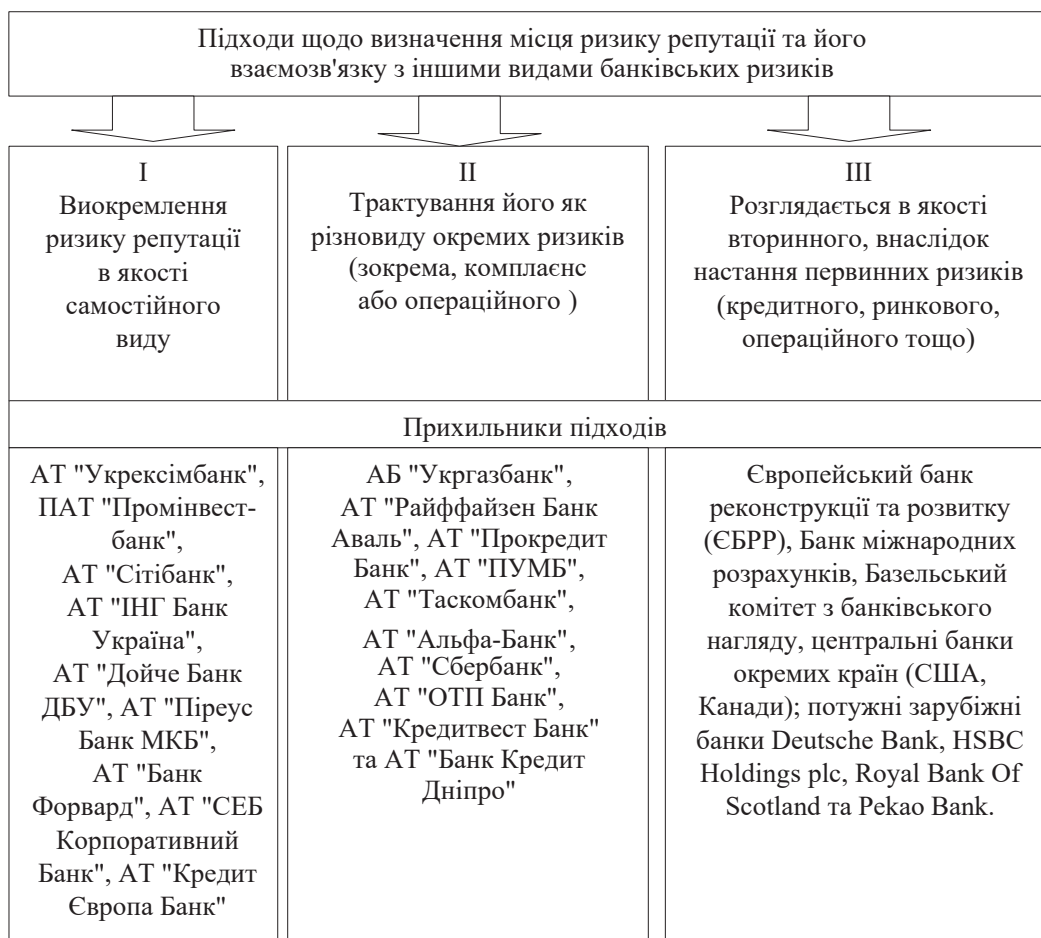 Підходи щодо визначення місця ризику репутації та його
взаємозв'язку з іншими видами банківських ризиків
I
Виокремлення
ризику репутації
в якості
самостійного
виду
II
Трактування його як
різновиду окремих ризиків
(зокрема, комплаєнс
або операційного )
III
Розглядається в якості
вторинного, внаслідок
настання первинних ризиків
(кредитного, ринкового,
операційного тощо)
Прихильники підходів
АТ "Укрексімбанк",
ПАТ "Промінвест-
банк",
АТ "Сітібанк",
АТ "ІНГ Банк
Україна",
АТ "Дойче Банк
ДБУ", АТ "Піреус
Банк МКБ",
АТ "Банк
Форвард", АТ "СЕБ
Корпоративний
Банк", АТ "Кредит
Європа Банк"
АБ "Укргазбанк",
АТ "Райффайзен Банк
Аваль", АТ "Прокредит
Банк", АТ "ПУМБ",
АТ "Таскомбанк",
АТ "Альфа-Банк",
АТ "Сбербанк",
АТ "ОТП Банк",
АТ "Кредитвест Банк"
та АТ "Банк Кредит
Дніпро"
Європейський банк
реконструкції та розвитку
(ЄБРР), Банк міжнародних
розрахунків, Базельський
комітет з банківського
нагляду, центральні банки
окремих країн (США,
Канади); потужні зарубіжні
банки Deutsche Bank, HSBC
Holdings plc, Royal Bank Of
Scotland та Pekao Bank.